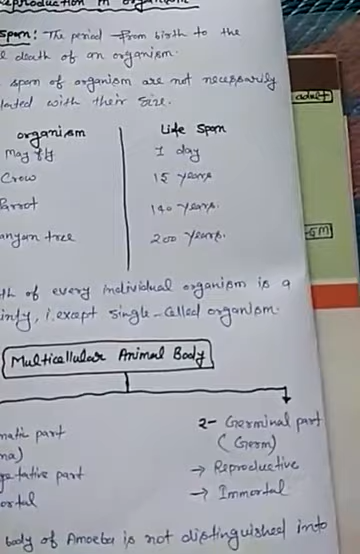 Reproduction in organism
span: The period from birth to the
death of an organism.
span of organism are not necessarily
lated with their size.
organism Life Span
May fly 1 day
Crow 15 years
Parrot 140 years.
anyan tree 200 years.
th of every individual organism is a
inty, i.except single-celled organism.
Multicellular Animal Body
matic part 2- Germinal part
ma) (Germ)
getative part → Reproductive
ortal → Immortal
body of Amoeba is not distinguished into
adult